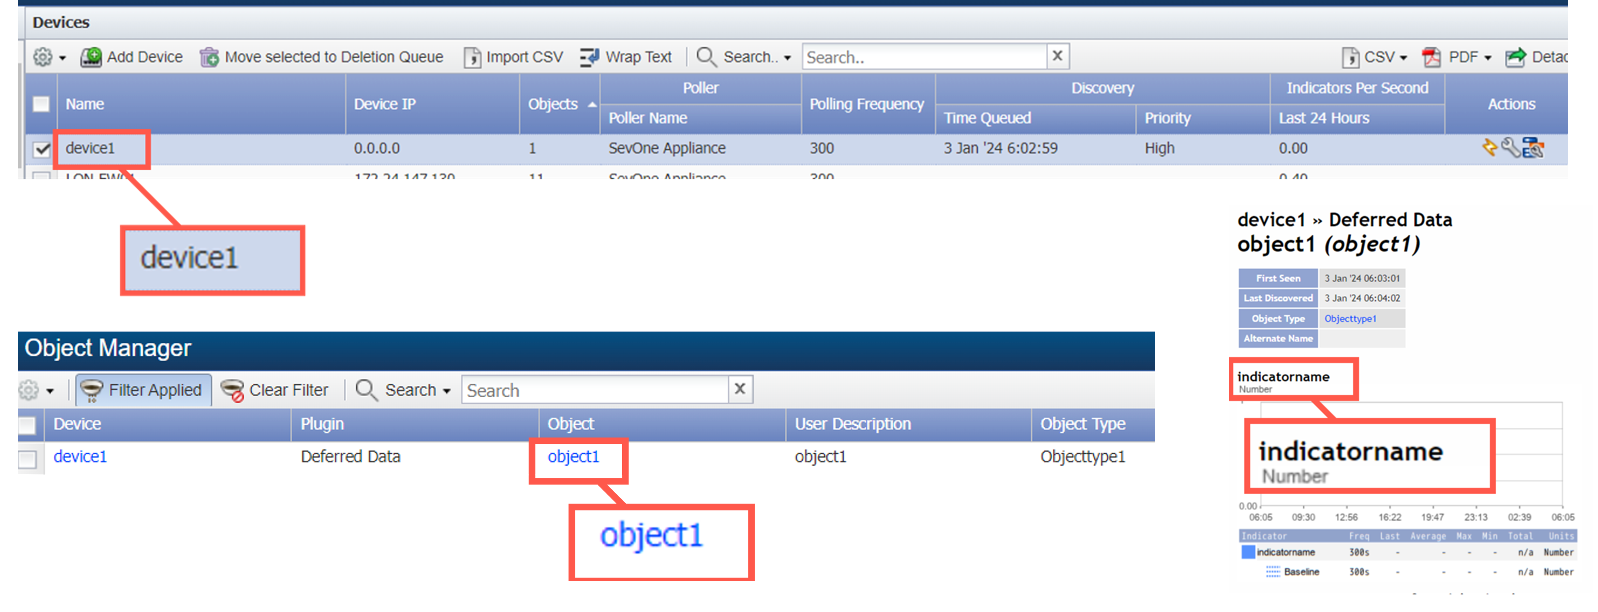 Devices
Add Device Move selected to Deletion Queue Import CSV Wrap Text Search.. Search.. X CSV PDF Detac
Name Device IP Objects Poller Polling Frequency Discovery Indicators Per Second Actions
Poller Name Time Queued Priority Last 24 Hours
device1 0.0.0.0 1 SevOne Appliance 300 3 Jan '24 6:02:59 High 0.00
LON-FW01 172.24.147.130 11 SevOne Appliance 300 0.40
device1
Object Manager
Filter Applied Clear Filter Search Search X
Device Plugin Object User Description Object Type
device1 Deferred Data object1 object1 Objecttype1
object1
device1 » Deferred Data
object1 (object1)
First Seen 3 Jan '24 06:03:01
Last Discovered 3 Jan '24 06:04:02
Object Type Objecttype1
Alternate Name
indicatorname
Number
indicatorname
Number
0.00
06:05 09:30 12:56 16:22 19:47 23:13 02:39 06:05
Indicator Freq Last Average Max Min Total Units
indicatorname 300s - - - - n/a Number
Baseline 300s - - - - n/a Number